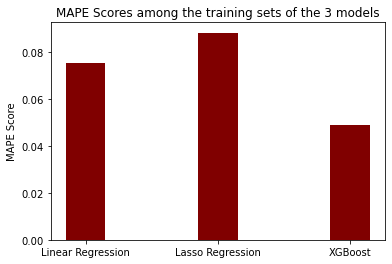 MAPE Scores among the training sets of the 3 models
MAPE Score
0.08
0.06
0.04
0.02
0.00
Linear Regression
Lasso Regression
XGBoost